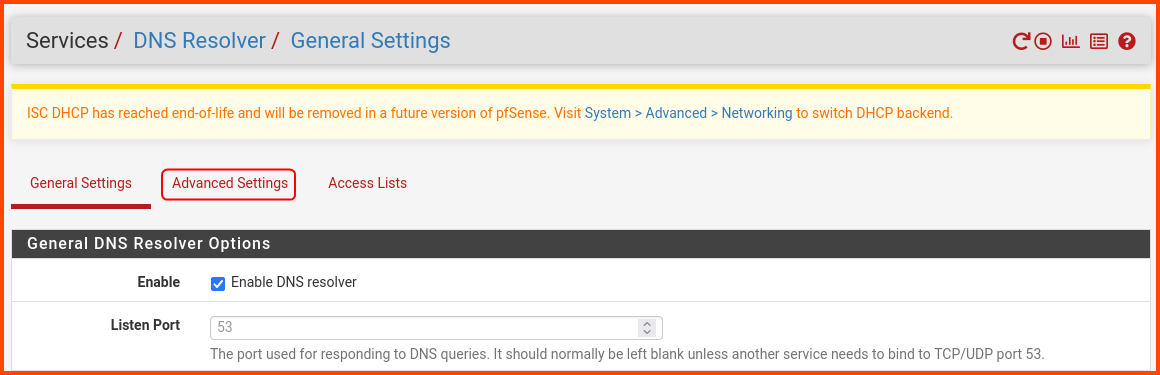 Services / DNS Resolver / General Settings
ISC DHCP has reached end-of-life and will be removed in a future version of pfSense. Visit System > Advanced > Networking to switch DHCP backend.
General Settings Advanced Settings Access Lists
General DNS Resolver Options
Enable Enable DNS resolver
Listen Port 53
The port used for responding to DNS queries. It should normally be left blank unless another service needs to bind to TCP/UDP port 53.